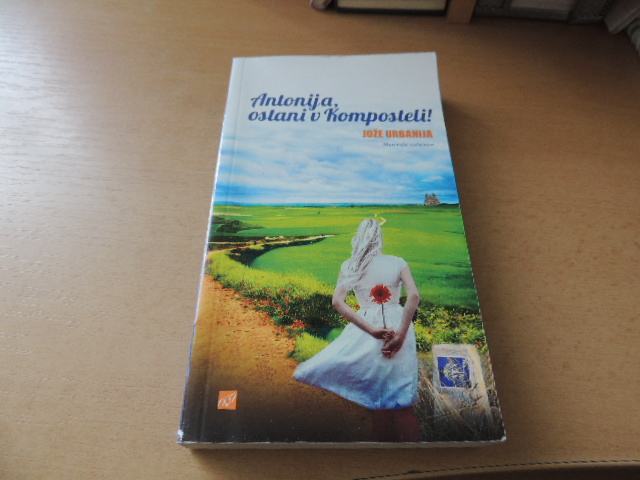 Antonija,
ostani v Komposteli!
JOŽE URBANIJA